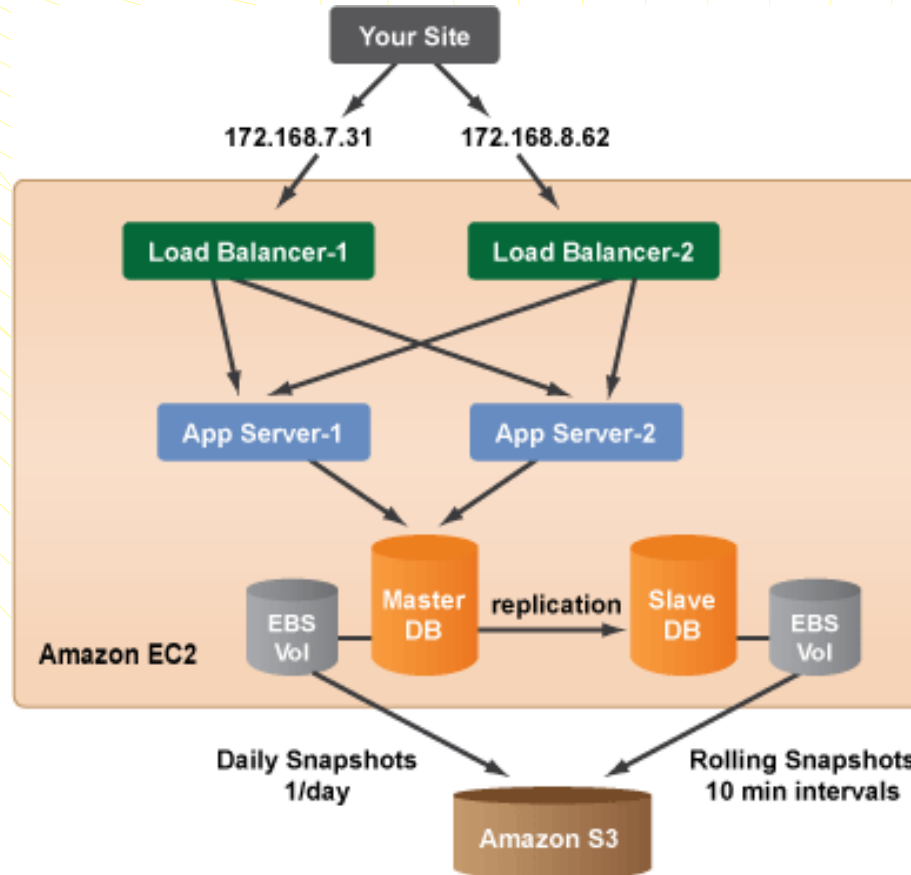 Your Site
172.168.7.31
172.168.8.62
Load Balancer-1
Load Balancer-2
App Server-1
App Server-2
Master
DB
replication
Slave
DB
EBS
Vol
EBS
Vol
Amazon EC2
Daily Snapshots
1/day
Rolling Snapshots
10 min intervals
Amazon S3